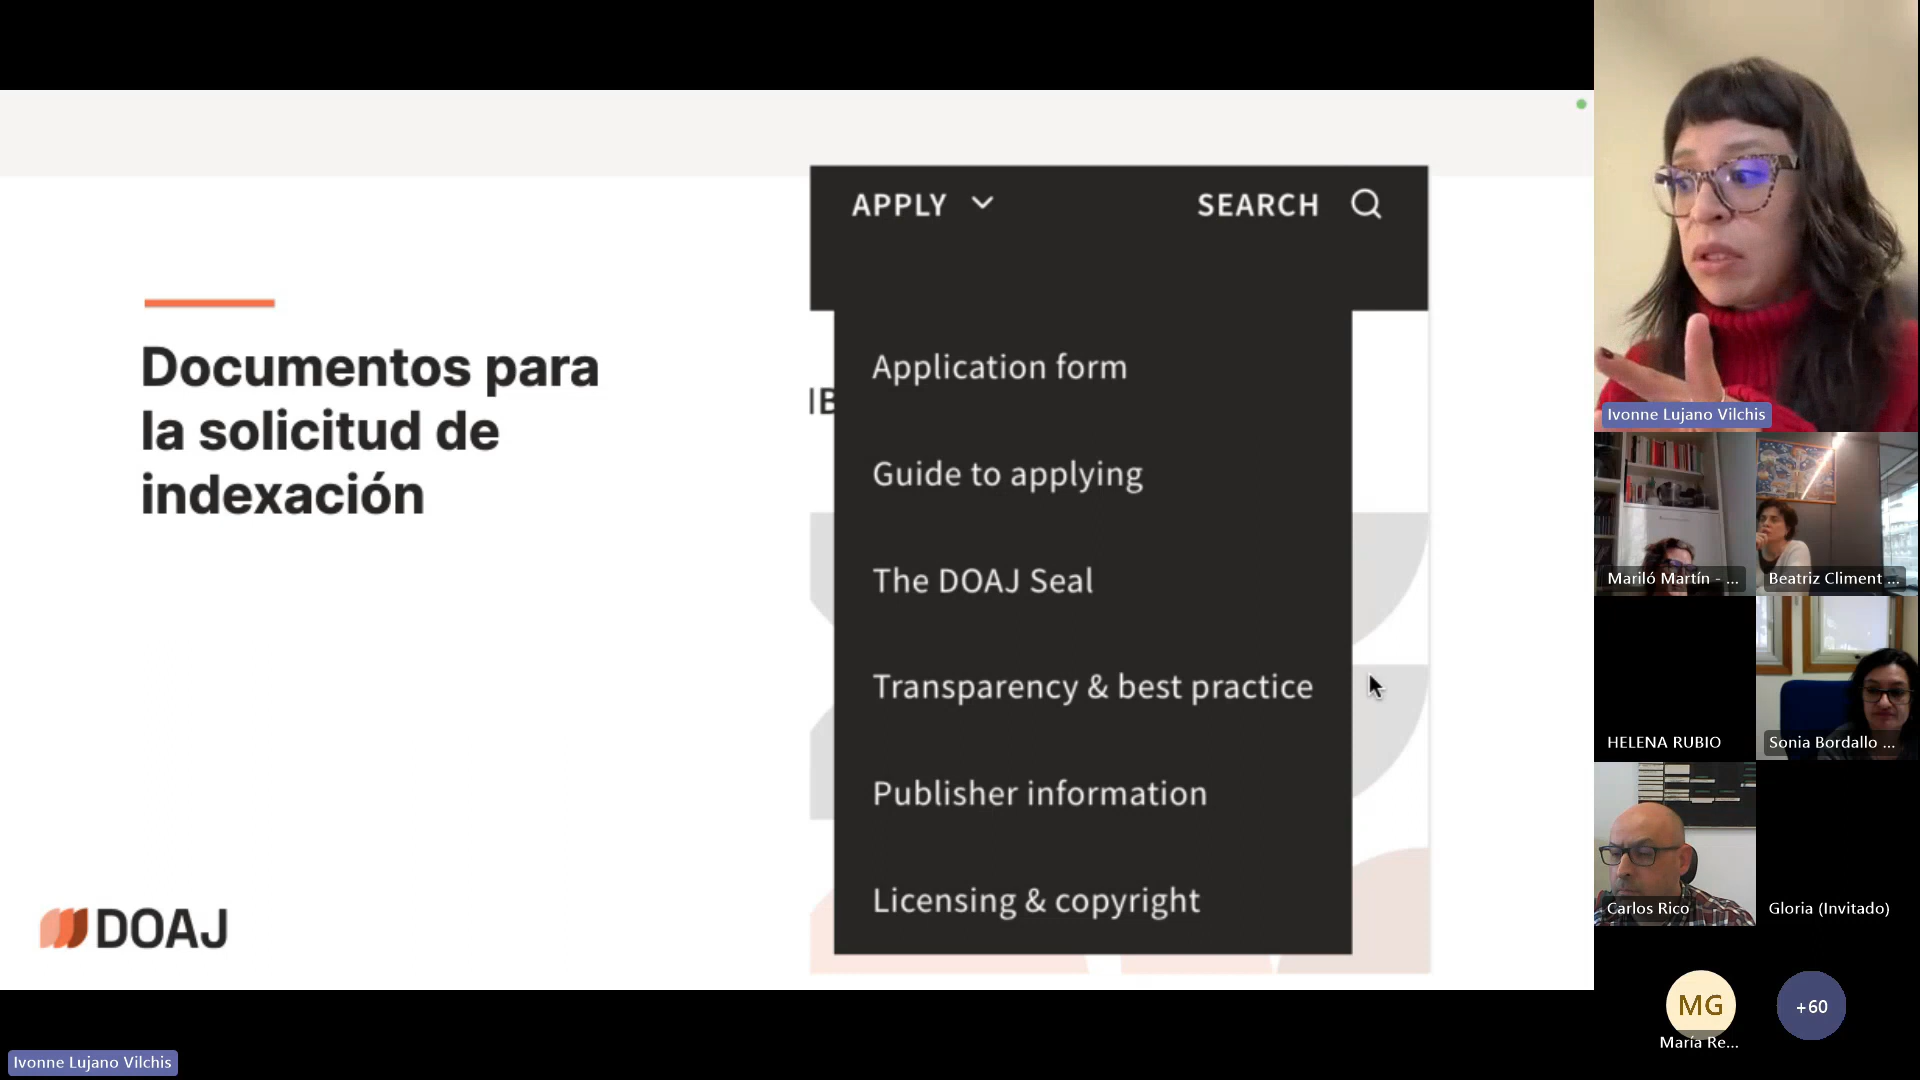 Documentos para
la solicitud de
indexación
DOAJ
APPLY
SEARCH
IB
Application form
Guide to applying
The DOAJ Seal
Transparency & best practice
Publisher information
Licensing & copyright
Ivonne Lujano Vilchis
Ivonne Lujano Vilchis
Mariló Martín - ...
Beatriz Climent ...
HELENA RUBIO
Sonia Bordallo ...
Carlos Rico
Gloria (Invitado)
MG
María Re...
+60